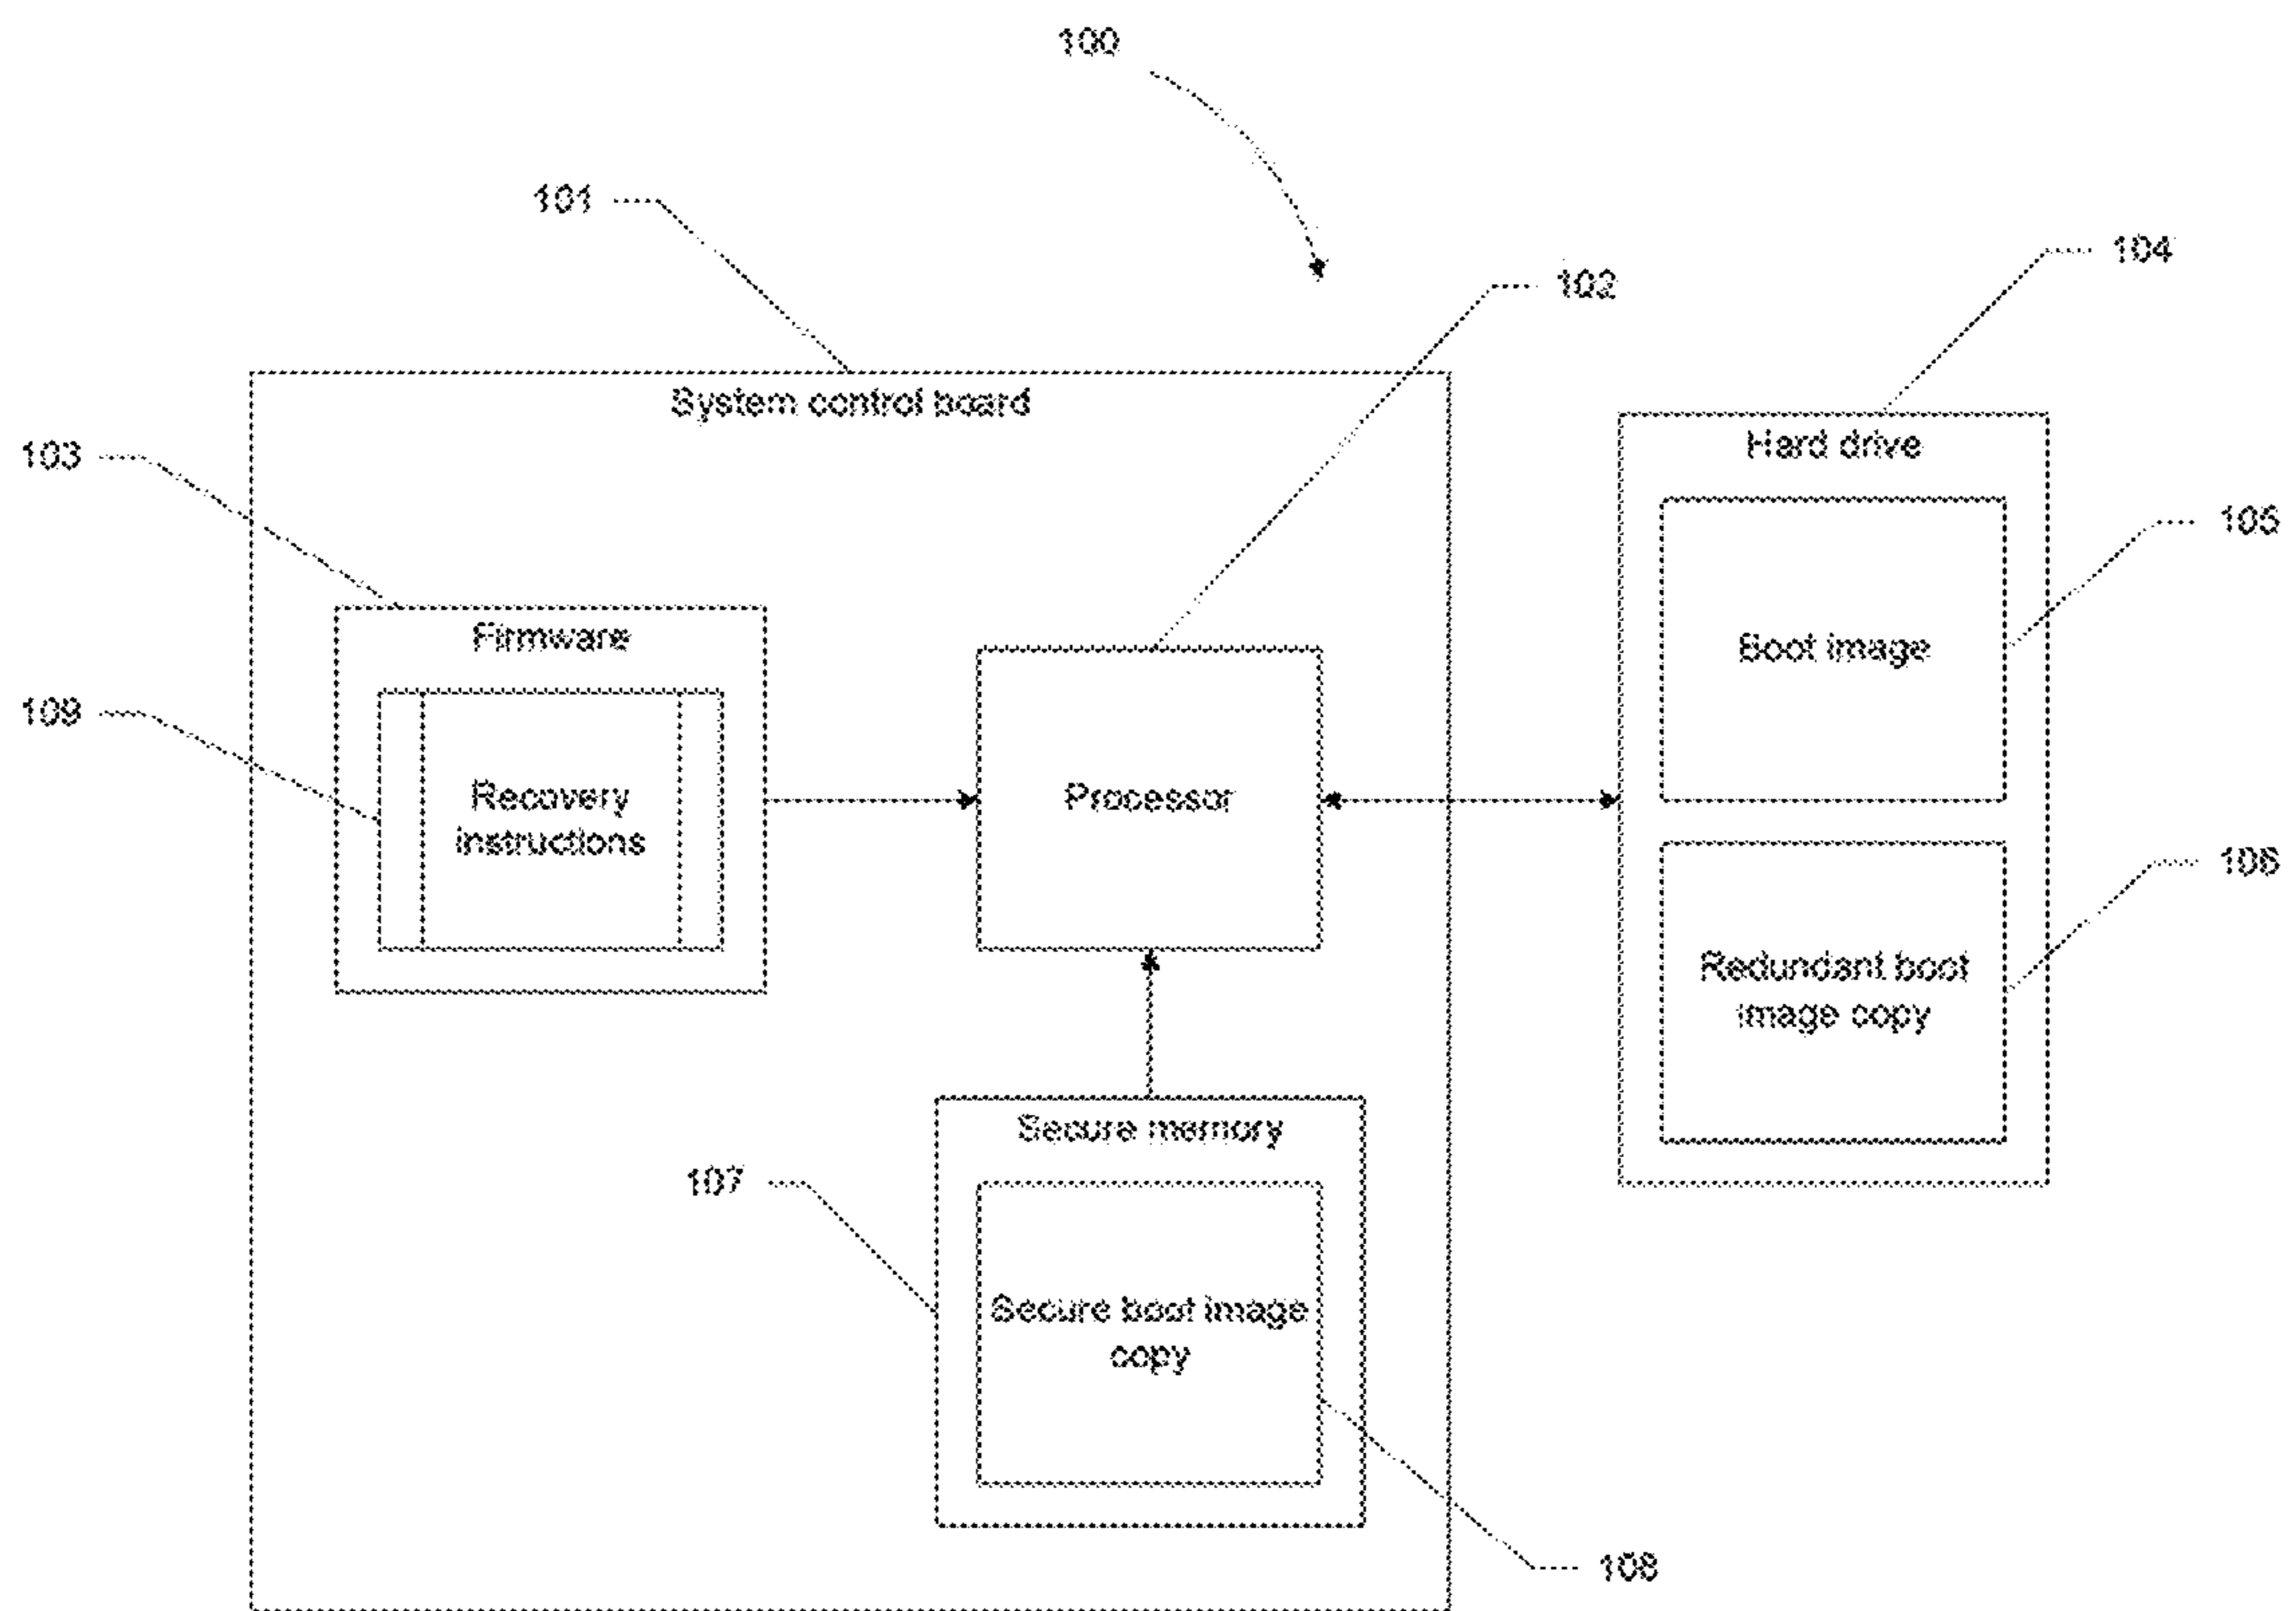 100
101
102
104
System control board
Hard drive
103
105
Firmware
Boot image
109
Recovery
instructions
Processor
106
Redundant boot
image copy
Secure memory
107
Secure boot image
copy
108